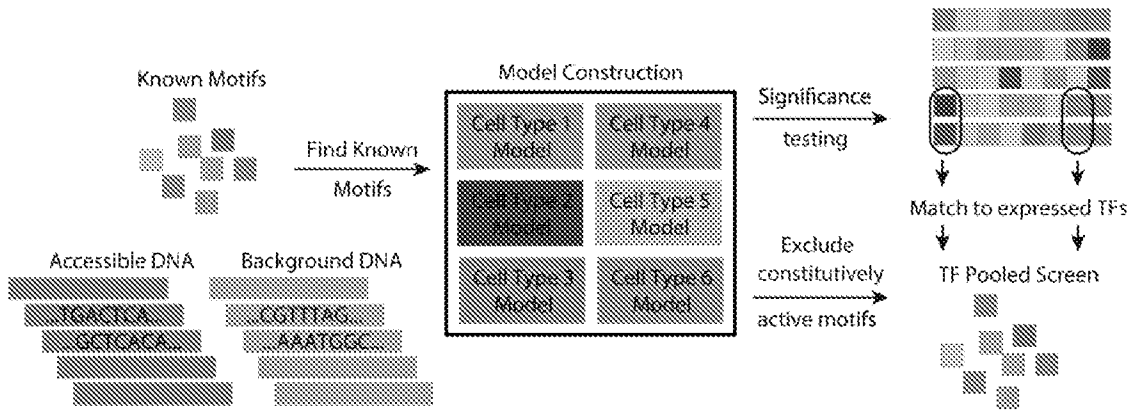 Known Motifs
Find Known
Motifs
Accessible DNA
...TGACTCA...
...GCTCACA...
Background DNA
...CGTTTAG...
...AAATGGC...
Model Construction
Cell Type 1
Model
Cell Type 4
Model
Cell Type 2
Model
Cell Type 5
Model
Cell Type 3
Model
Cell Type 6
Model
Significance
testing
Exclude
constitutively
active motifs
Match to expressed TFs
TF Pooled Screen